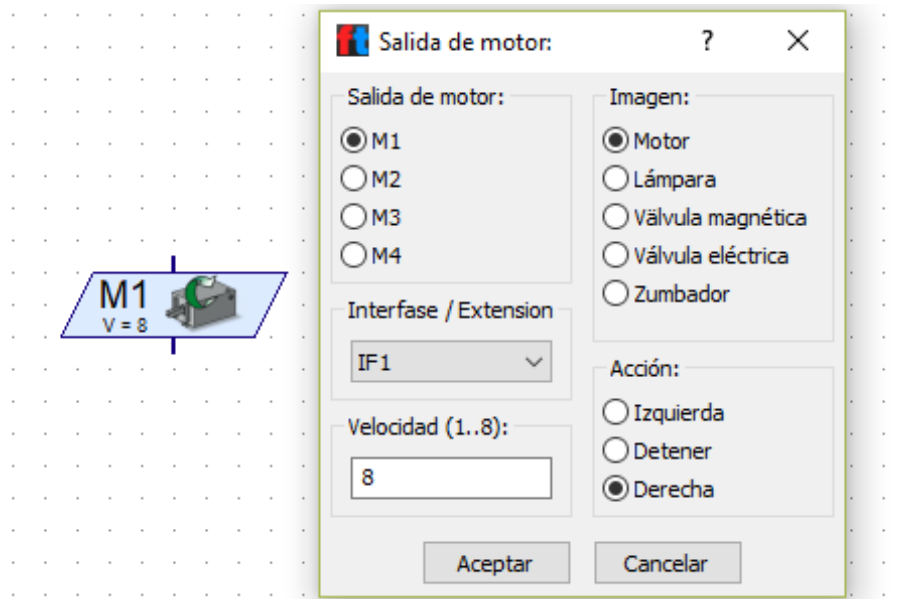 M1
V = 8
ft Salida de motor: ? X
Salida de motor:
M1
M2
M3
M4
Interfase / Extension
IF1
Velocidad (1..8):
8
Imagen:
Motor
Lámpara
Välvula magnética
Válvula eléctrica
Zumbador
Acción:
Izquierda
Detener
Derecha
Aceptar
Cancelar